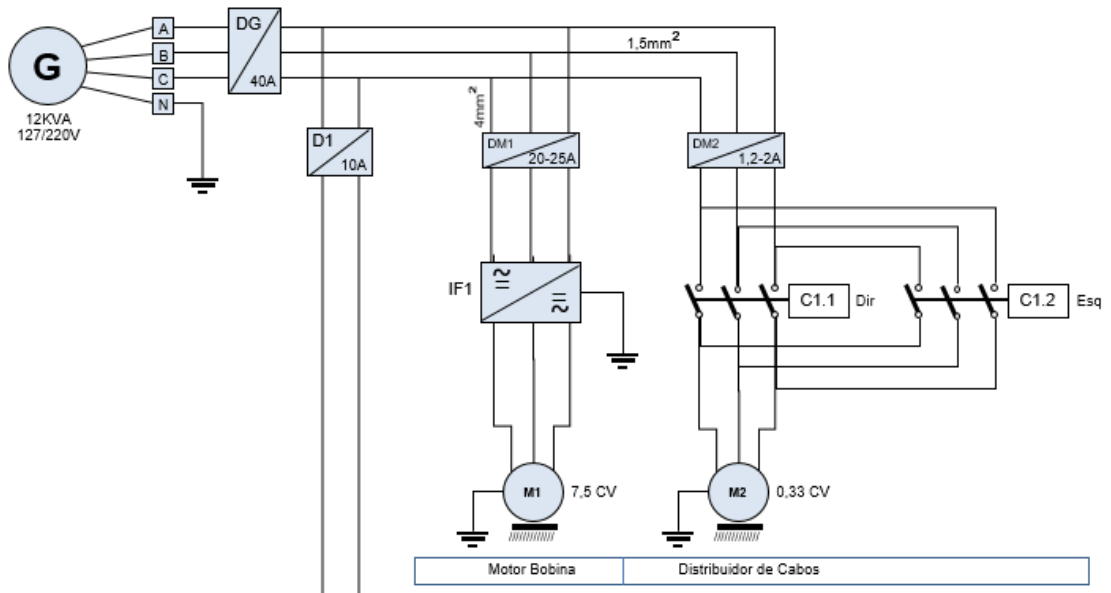 G
12KVA
127/220V
A
B
C
N
DG
40A
1,5mm²
4mm²
D1
10A
DM1
20-25A
DM2
1,2-2A
IF1
C1.1
Dir
C1.2
Esq
M1
7,5 CV
M2
0,33 CV
Motor Bobina
Distribuidor de Cabos